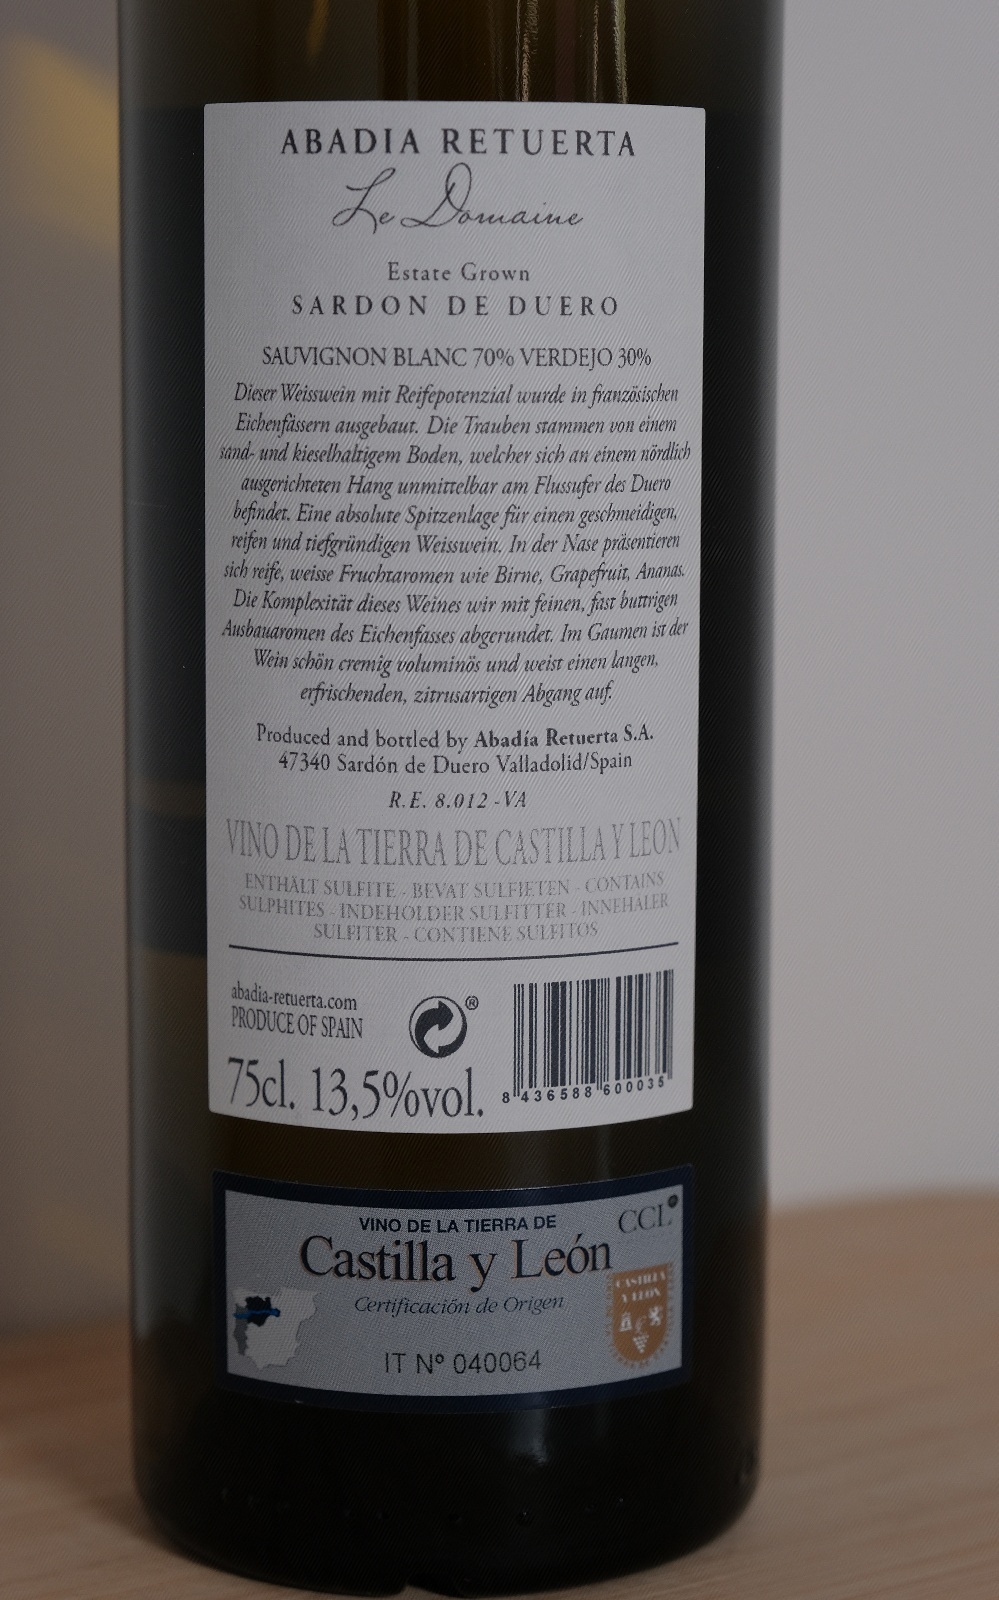 ABADIA RETUERTA
Le Domaine
Estate Grown
SARDON DE DUERO
SAUVIGNON BLANC 70% VERDEJO 30%
Dieser Weisswein mit Reifepotenzial wurde in französischen
Eichenfässern ausgebaut. Die Trauben stammen von einem
sand- und kieselhaltigem Boden, welcher sich an einem nördlich
ausgerichteten Hang unmittelbar am Flussufer des Duero
befindet. Eine absolute Spitzenlage für einen geschmeidigen,
reifen und tiefgründigen Weisswein. In der Nase präsentieren
sich reife, weisse Fruchtaromen wie Birne, Grapefruit, Ananas.
Die Komplexität dieses Weines wir mit feinen, fast buttrigen
Ausbauaromen des Eichenfasses abgerundet. Im Gaumen ist der
Wein schön cremig voluminös und weist einen langen,
erfrischenden, zitrusartigen Abgang auf.
Produced and bottled by Abadía Retuerta S.A.
47340 Sardón de Duero Valladolid/Spain
R.E. 8.012 -VA
VINO DE LA TIERRA DE CASTILLA Y LEON
ENTHÄLT SULFITE - BEVAT SULFIETEN - CONTAINS
SULPHITES - INDEHOLDER SULFITTER - INNEHALER
SULFITER - CONTIENE SULFITOS
abadia-retuerta.com
PRODUCE OF SPAIN
®
75cl. 13,5%vol.
8 436588 600035
VINO DE LA TIERRA DE
CCL
Castilla y León
Certificación de Origen
CASTILLA
Y LEON
IT Nº 040064